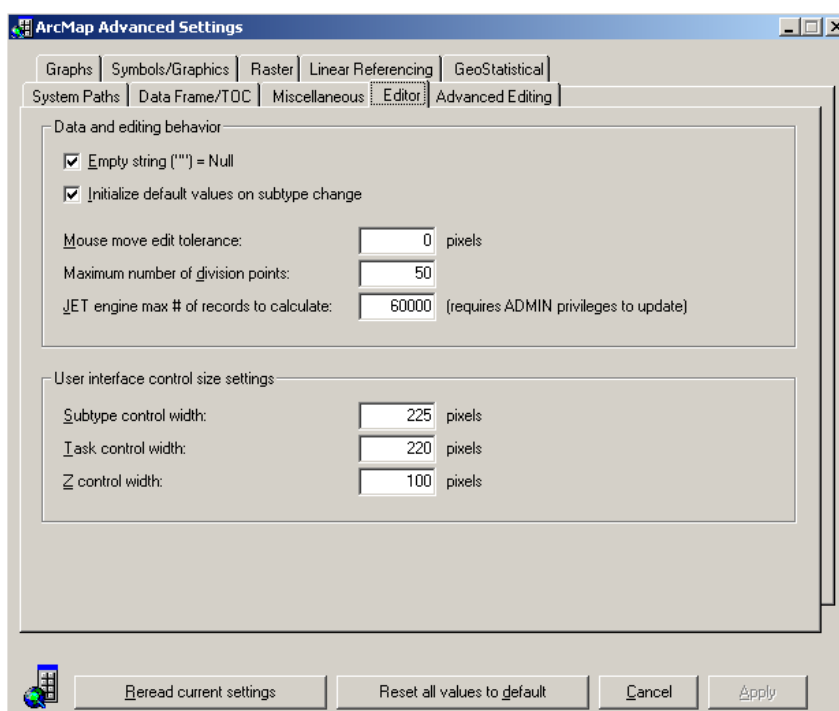 ArcMap Advanced Settings
Graphs Symbols/Graphics Raster Linear Referencing GeoStatistical
System Paths Data Frame/TOC Miscellaneous Editor Advanced Editing
Data and editing behavior
Empty string ("") = Null
Initialize default values on subtype change
Mouse move edit tolerance: 0 pixels
Maximum number of division points: 50
JET engine max # of records to calculate: 60000 (requires ADMIN privileges to update)
User interface control size settings
Subtype control width: 225 pixels
Task control width: 220 pixels
Z control width: 100 pixels
Reread current settings Reset all values to default Cancel Apply